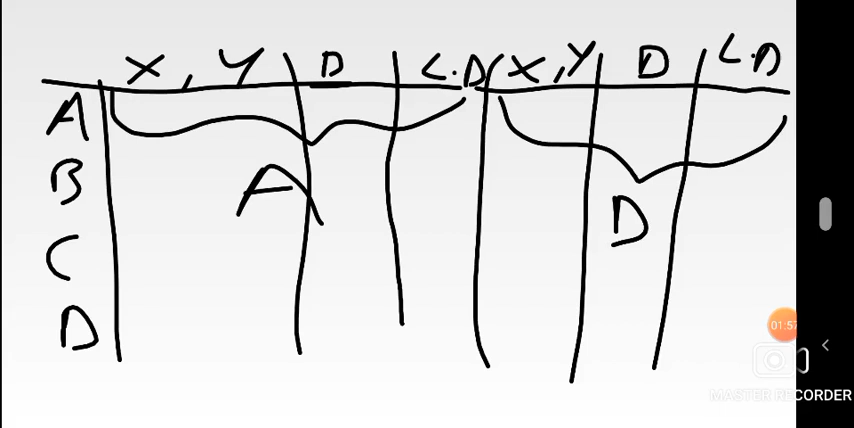 X, Y D L.D X, Y D L.D
A
B
C
D
A D
01:57
MASTER RECORDER